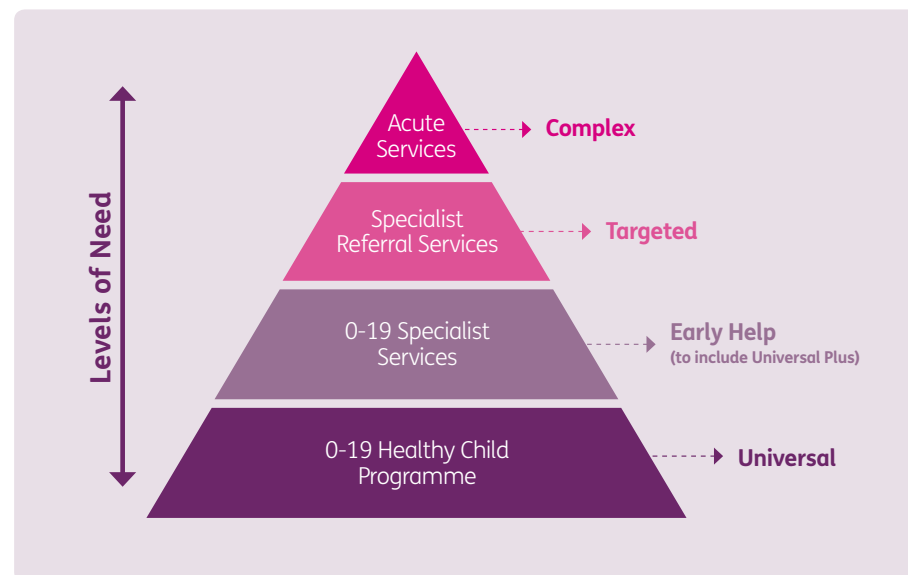 Levels of Need
Acute
Services
Complex
Specialist
Referral Services
Targeted
0-19 Specialist
Services
Early Help
(to include Universal Plus)
0-19 Healthy Child
Programme
Universal